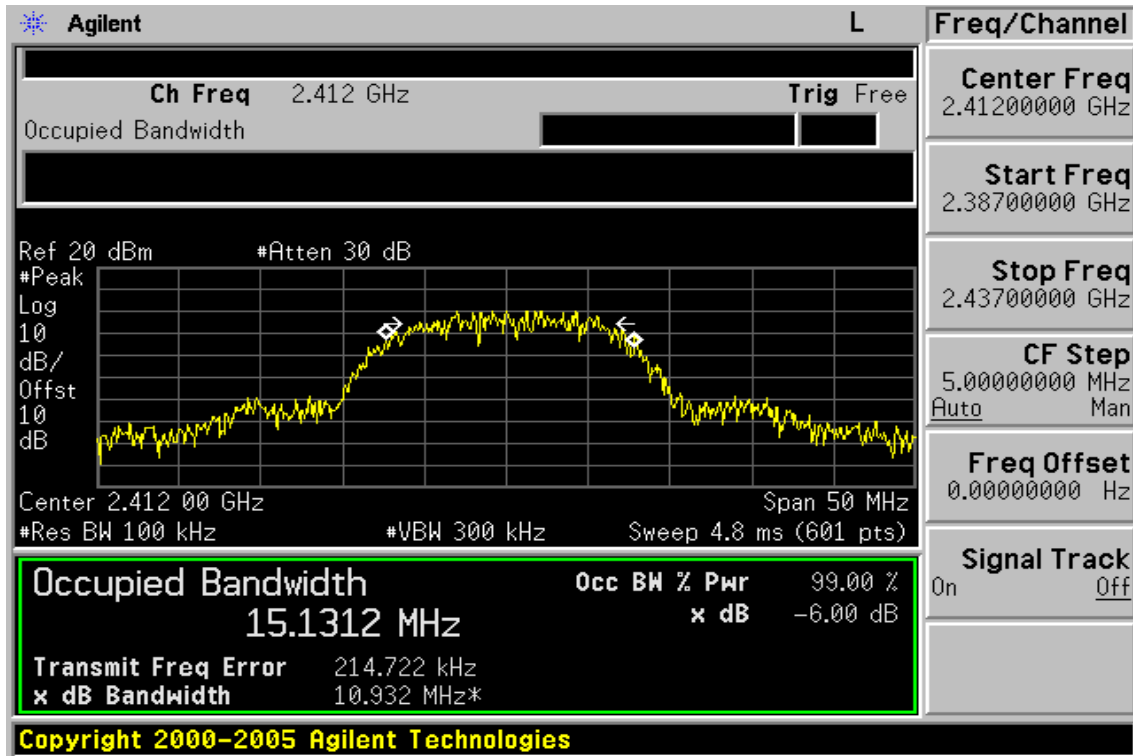 Agilent
L
Freq/Channel
Ch Freq 2.412 GHz
Trig Free
Occupied Bandwidth
Center Freq
2.41200000 GHz
Start Freq
2.38700000 GHz
Stop Freq
2.43700000 GHz
CF Step
5.00000000 MHz
Auto Man
Freq Offset
0.00000000 Hz
Signal Track
On Off
Ref 20 dBm #Atten 30 dB
#Peak
Log
10
dB/
Offst
10
dB
Center 2.412 00 GHz Span 50 MHz
#Res BW 100 kHz #VBW 300 kHz Sweep 4.8 ms (601 pts)
Occupied Bandwidth
15.1312 MHz
Occ BW % Pwr 99.00 %
x dB -6.00 dB
Transmit Freq Error 214.722 kHz
x dB Bandwidth 10.932 MHz*
Copyright 2000-2005 Agilent Technologies